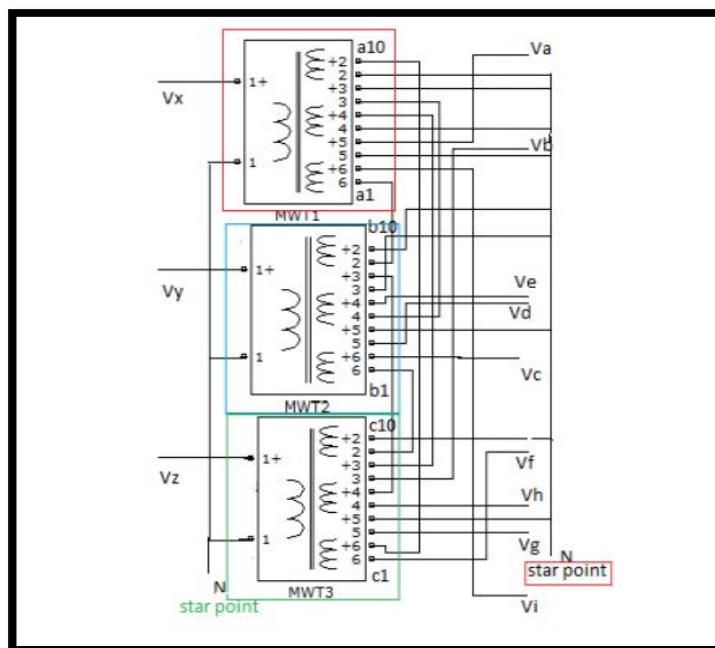 a10
Va
+2
2
+3
3
+4
4
+5
5
+6
6
1+
Vx
1
a1
MWT1
Vb
b10
+2
2
+3
3
+4
4
+5
5
+6
6
1+
Vy
1
b1
MWT2
Ve
Vd
Vc
c10
+2
2
+3
3
+4
4
+5
5
+6
6
1+
Vz
1
c1
MWT3
Vf
Vh
Vg
Vi
N
star point
N
star point